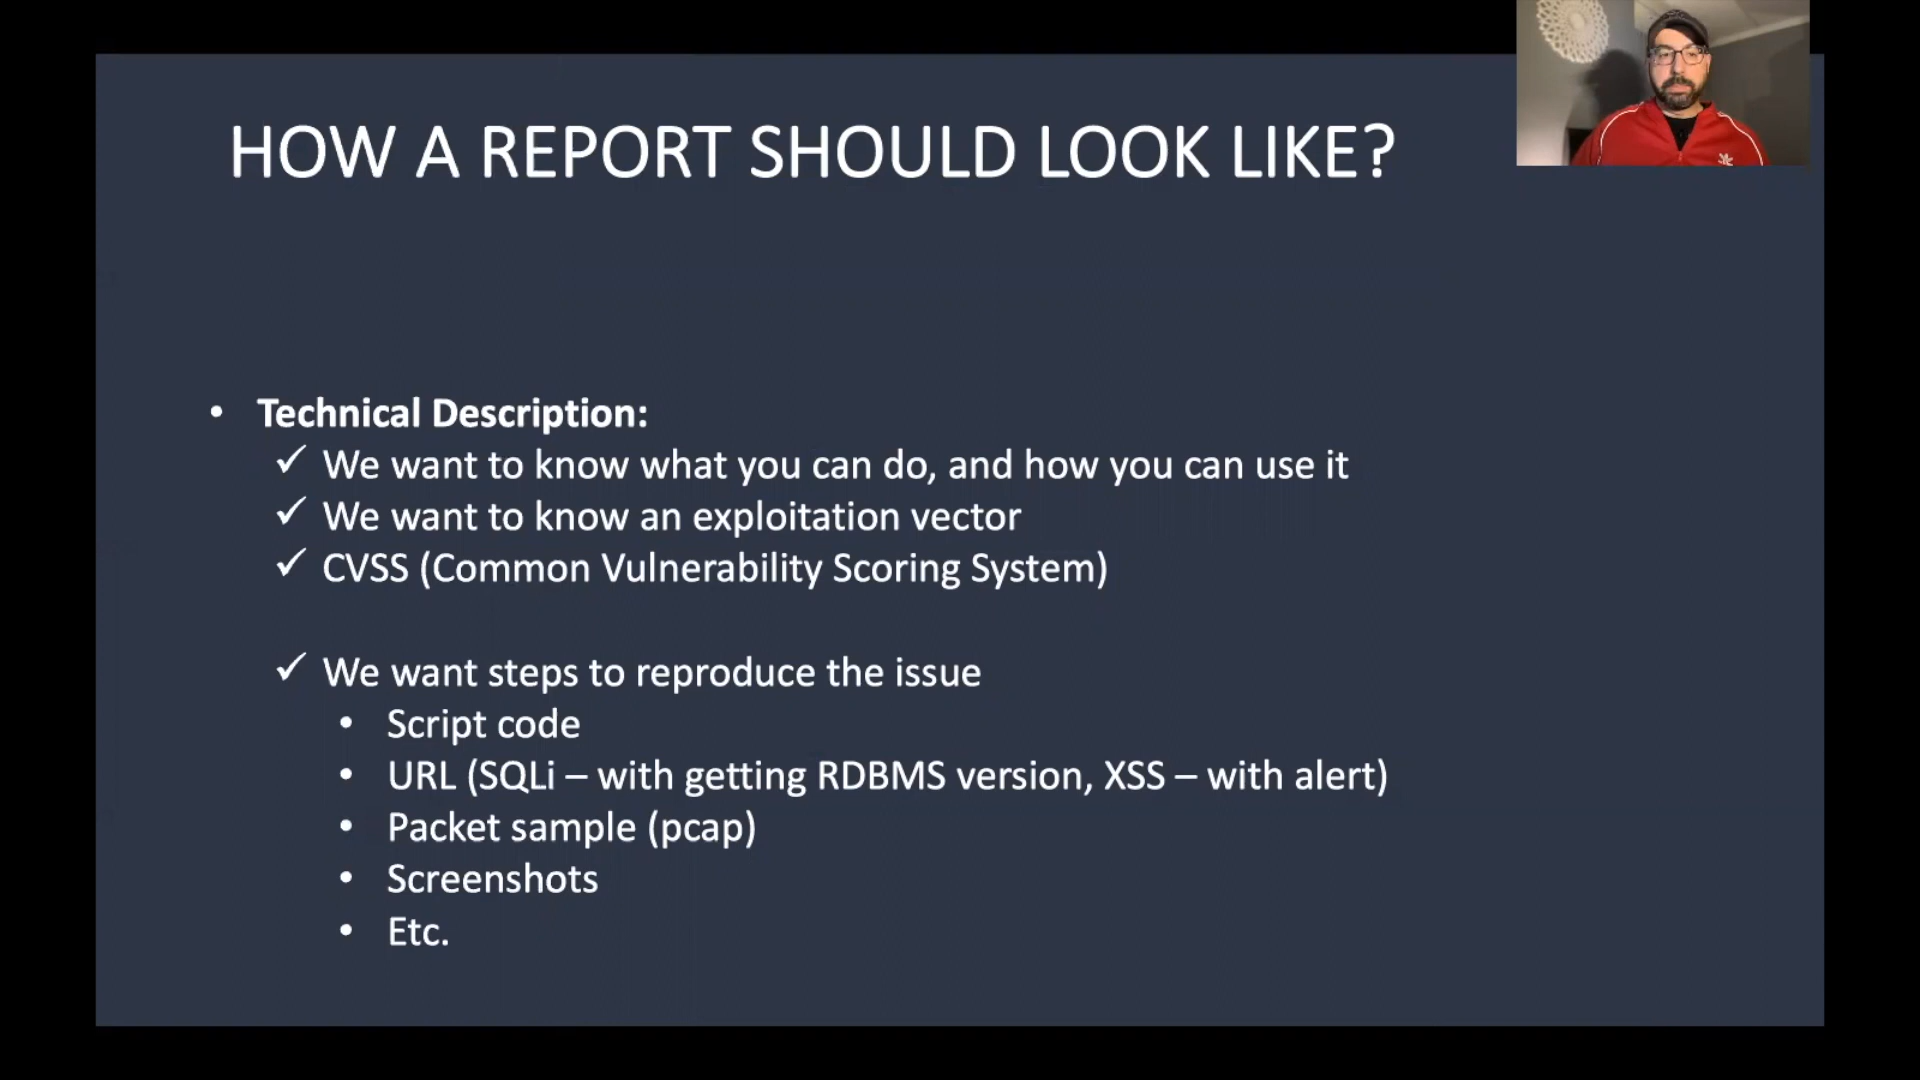 HOW A REPORT SHOULD LOOK LIKE?
• Technical Description:
✓ We want to know what you can do, and how you can use it
✓ We want to know an exploitation vector
✓ CVSS (Common Vulnerability Scoring System)
✓ We want steps to reproduce the issue
• Script code
• URL (SQLi – with getting RDBMS version, XSS – with alert)
• Packet sample (pcap)
• Screenshots
• Etc.